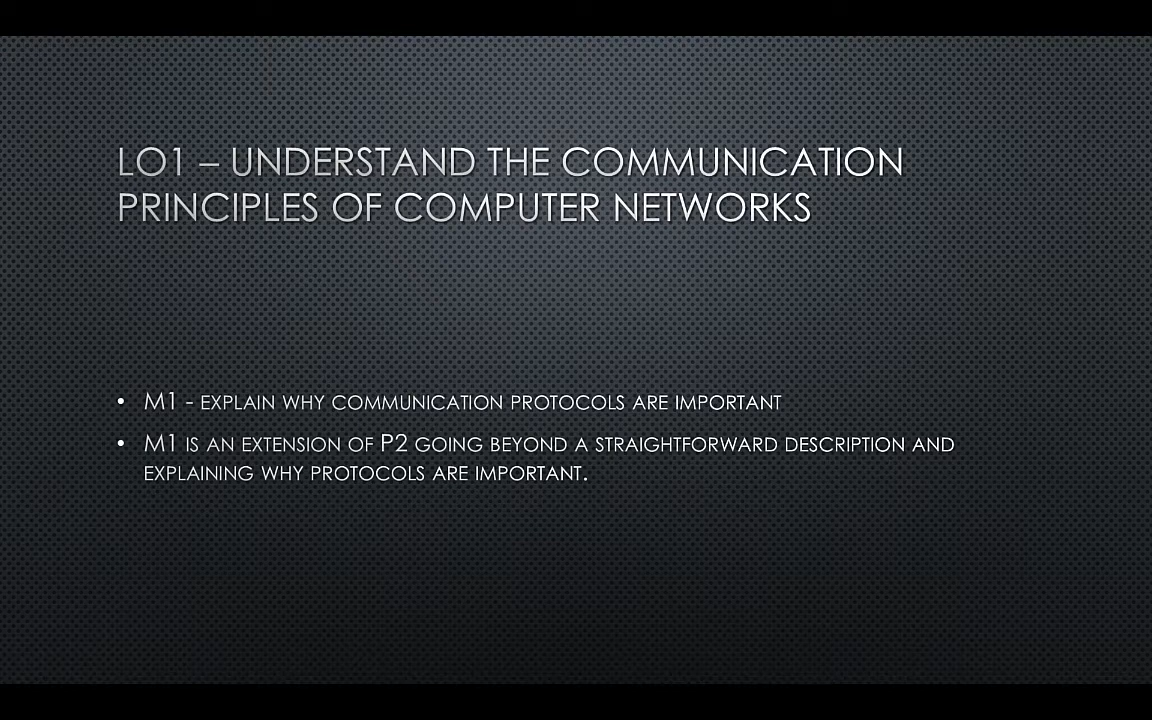 LO1 – UNDERSTAND THE COMMUNICATION
PRINCIPLES OF COMPUTER NETWORKS
• M1 - EXPLAIN WHY COMMUNICATION PROTOCOLS ARE IMPORTANT
• M1 IS AN EXTENSION OF P2 GOING BEYOND A STRAIGHTFORWARD DESCRIPTION AND
EXPLAINING WHY PROTOCOLS ARE IMPORTANT.